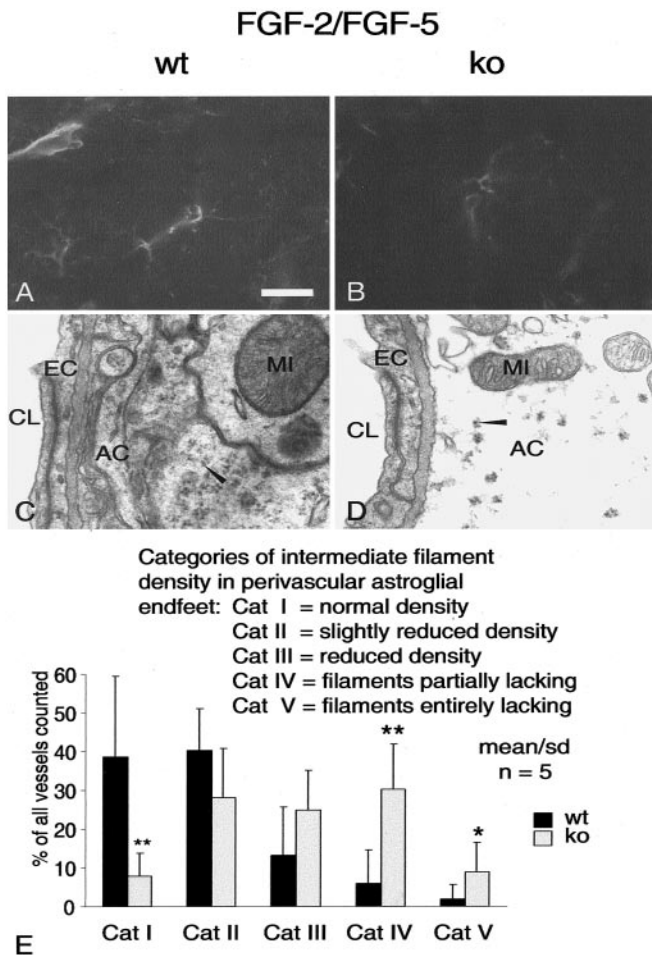 FGF-2/FGF-5
wt ko
A B
EC MI EC MI
CL AC CL AC
C D
Categories of intermediate filament
density in perivascular astroglial
endfeet: Cat I = normal density
Cat II = slightly reduced density
Cat III = reduced density
Cat IV = filaments partially lacking
Cat V = filaments entirely lacking
mean/sd
n = 5
wt
ko
% of all vessels counted
60
50
40
30
20
10
0
** ** *
Cat I Cat II Cat III Cat IV Cat V
E